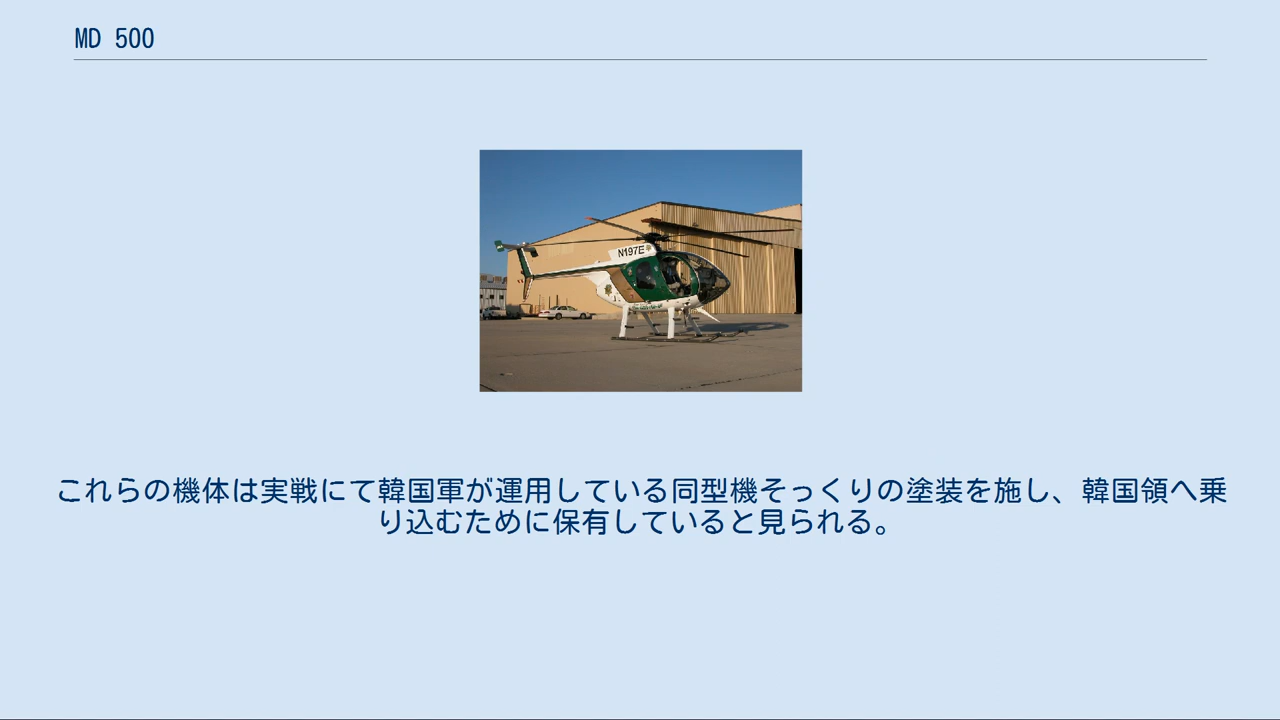 MD 500
N197E
これらの機体は実戦にて韓国軍が運用している同型機そっくりの塗装を施し、韓国領へ乗
り込むために保有していると見られる。